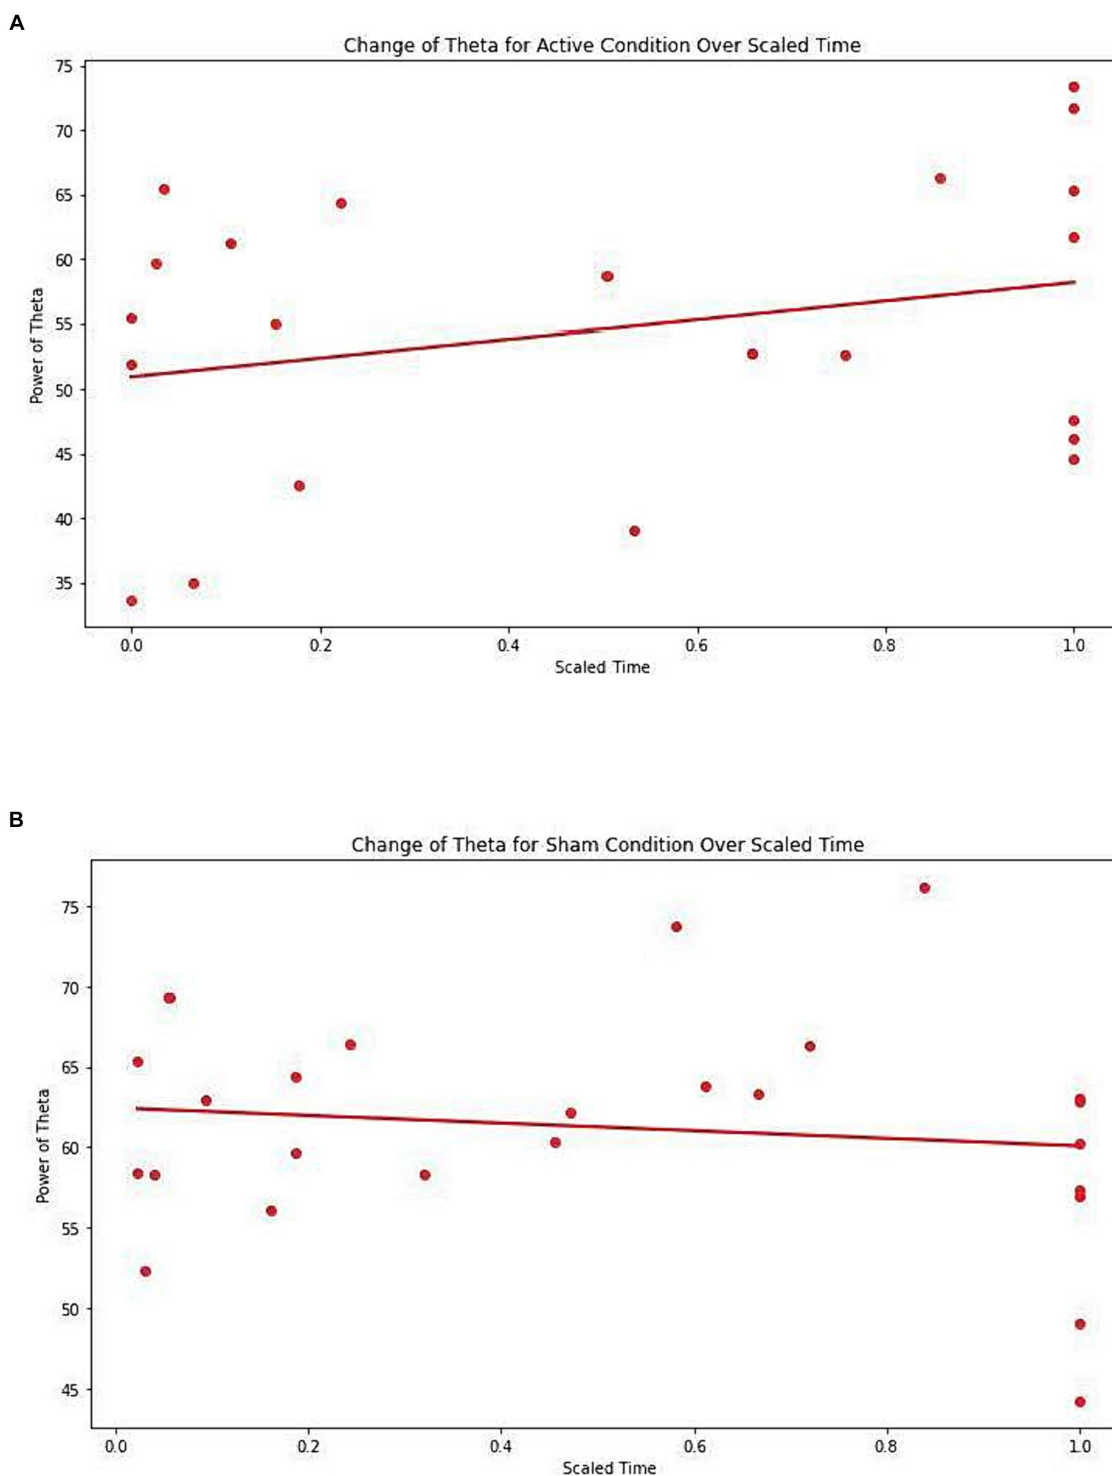 A
Change of Theta for Active Condition Over Scaled Time
75
70
65
60
55
50
45
40
35
Power of Theta
0.0 0.2 0.4 0.6 0.8 1.0
Scaled Time
B
Change of Theta for Sham Condition Over Scaled Time
75
70
65
60
55
50
45
Power of Theta
0.0 0.2 0.4 0.6 0.8 1.0
Scaled Time